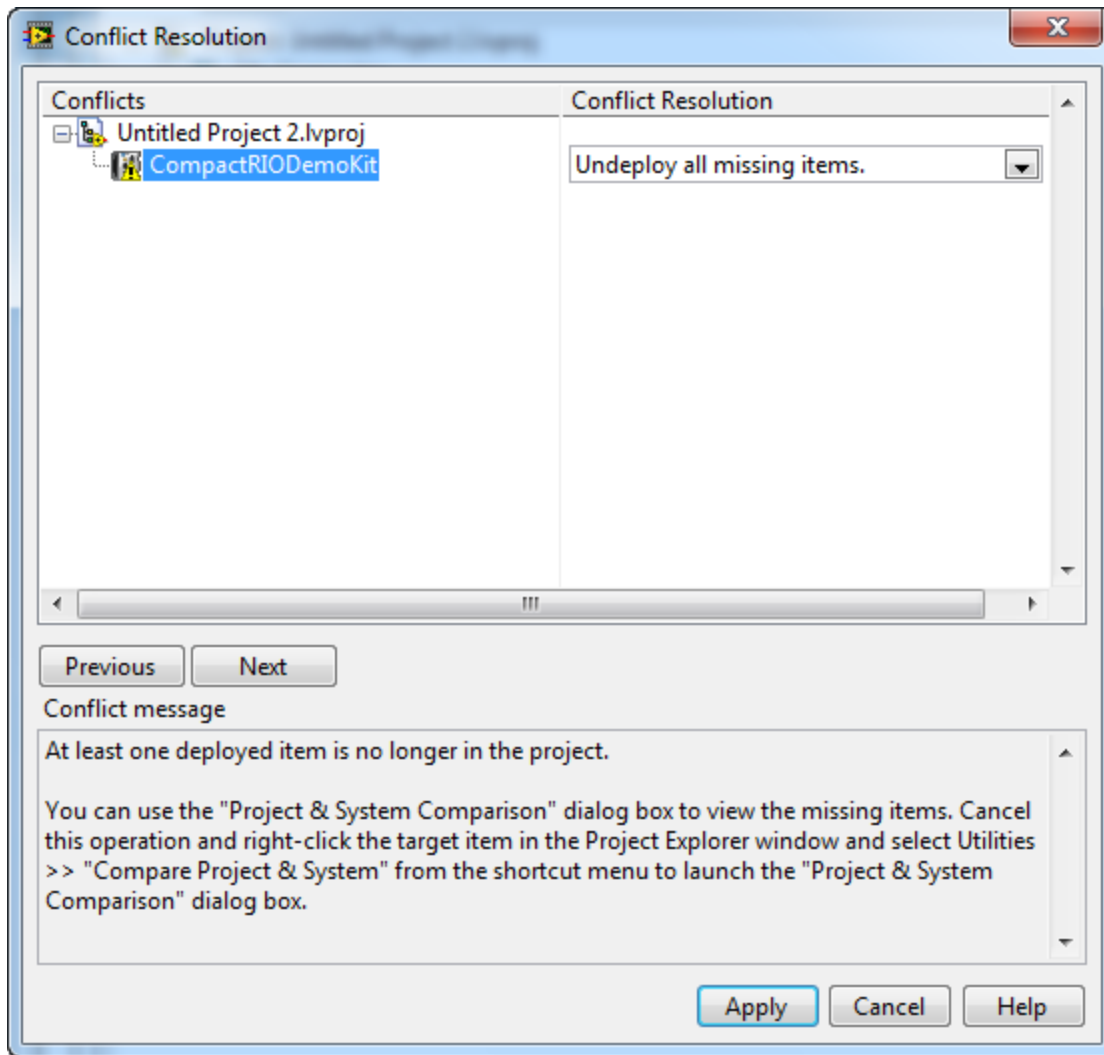 Conflict Resolution
Conflicts Conflict Resolution
Untitled Project 2.lvproj
CompactRIODemoKit Undeploy all missing items.
Previous Next
Conflict message
At least one deployed item is no longer in the project.
You can use the "Project & System Comparison" dialog box to view the missing items. Cancel
this operation and right-click the target item in the Project Explorer window and select Utilities
>> "Compare Project & System" from the shortcut menu to launch the "Project & System
Comparison" dialog box.
Apply Cancel Help